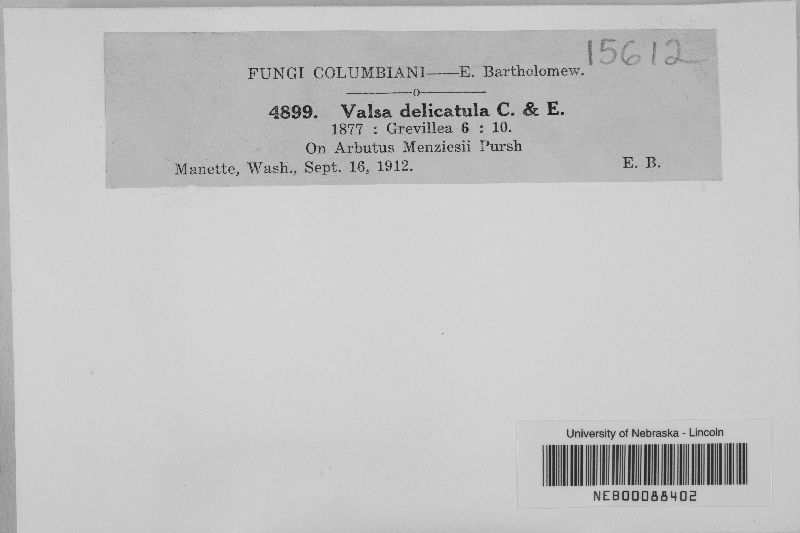 15612
FUNGI COLUMBIANI——E. Bartholomew.
————o————
4899. Valsa delicatula C. & E.
1877 : Grevillea 6 : 10.
On Arbutus Menziesii Pursh
Manette, Wash., Sept. 16, 1912. E. B.
University of Nebraska - Lincoln
NEB00088402